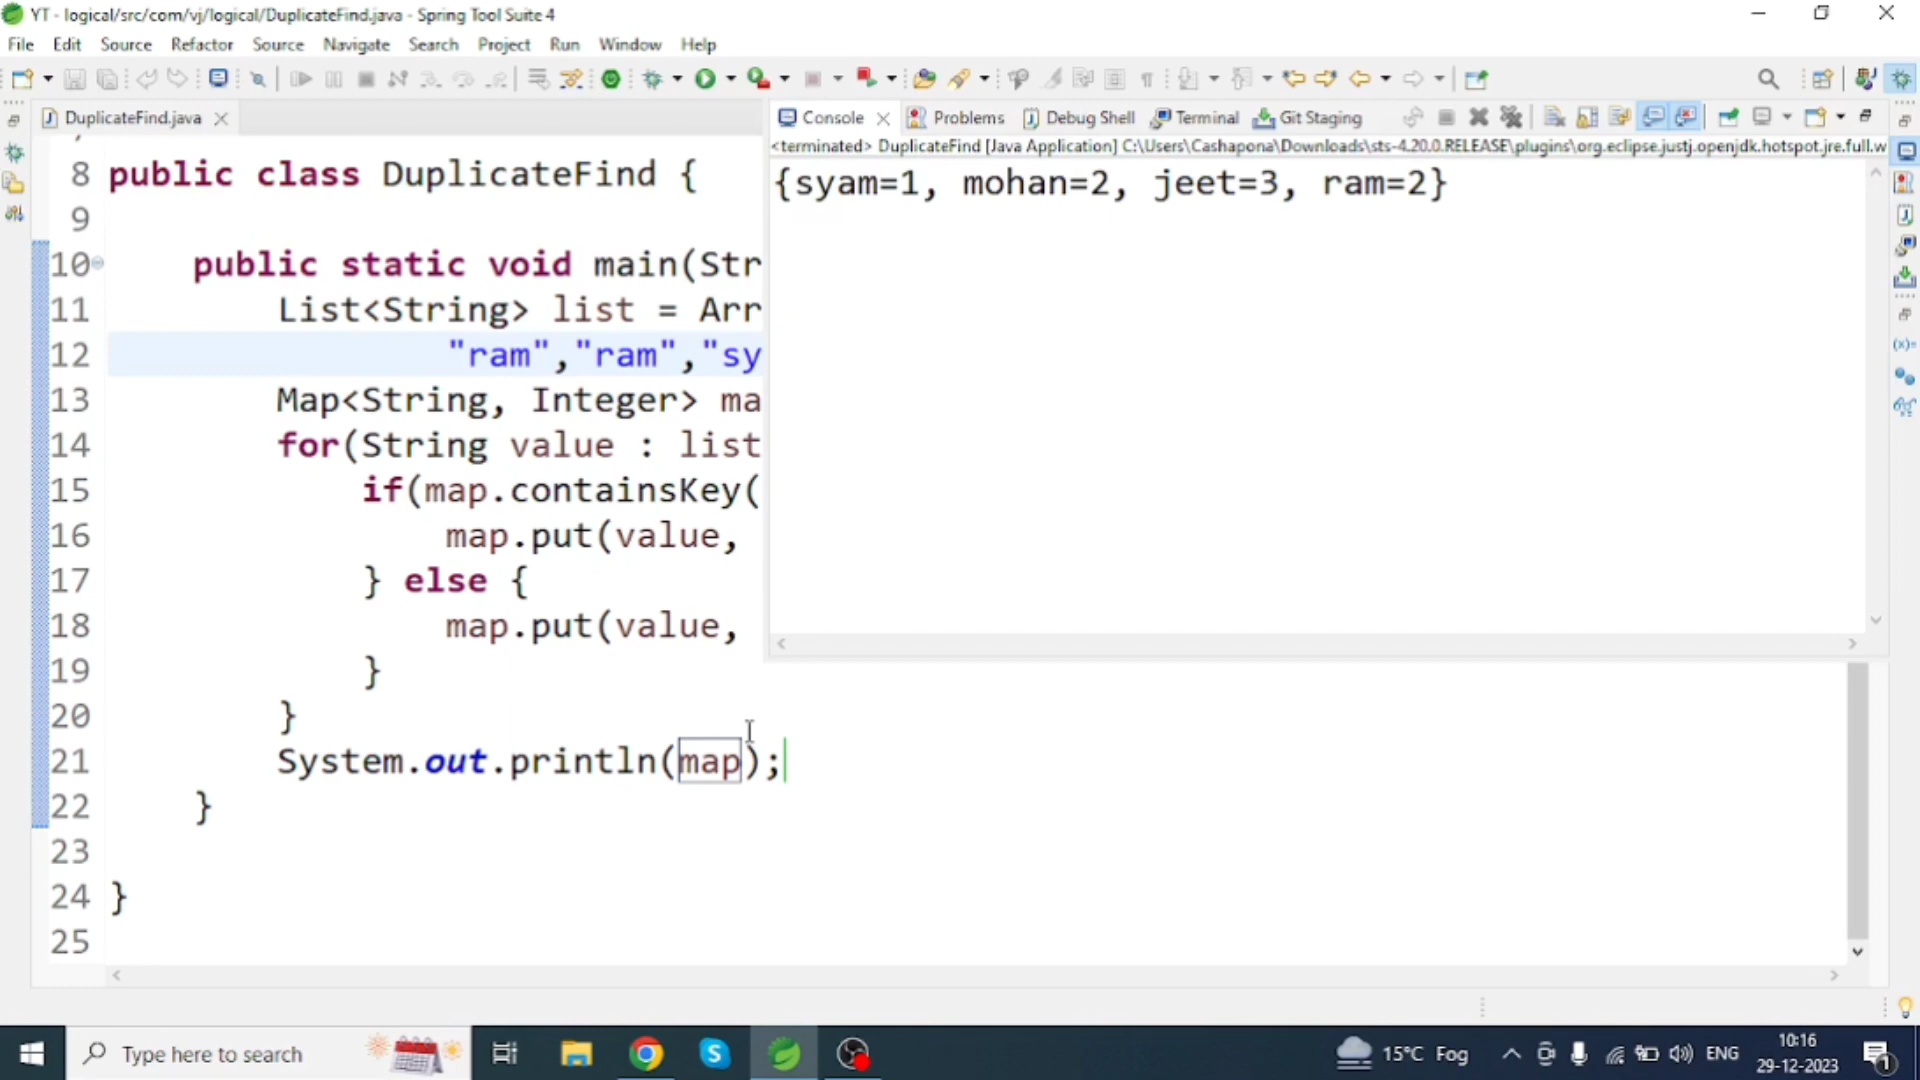 YT - logical/src/com/vj/logical/DuplicateFind.java - Spring Tool Suite 4
File Edit Source Refactor Source Navigate Search Project Run Window Help
DuplicateFind.java
Console Problems Debug Shell Terminal Git Staging
<terminated> DuplicateFind [Java Application] C:\Users\Cashapona\Downloads\sts-4.20.0.RELEASE\plugins\org.eclipse.justj.openjdk.hotspot.jre.full.w
{syam=1, mohan=2, jeet=3, ram=2}
8 public class DuplicateFind {
9
10 public static void main(Str
11 List<String> list = Arr
12 "ram","ram","sy
13 Map<String, Integer> ma
14 for(String value : list
15 if(map.containsKey(
16 map.put(value,
17 } else {
18 map.put(value,
19 }
20 }
21 System.out.println(map);
22 }
23
24 }
25
Type here to search
15°C Fog
ENG
10:16
29-12-2023
1